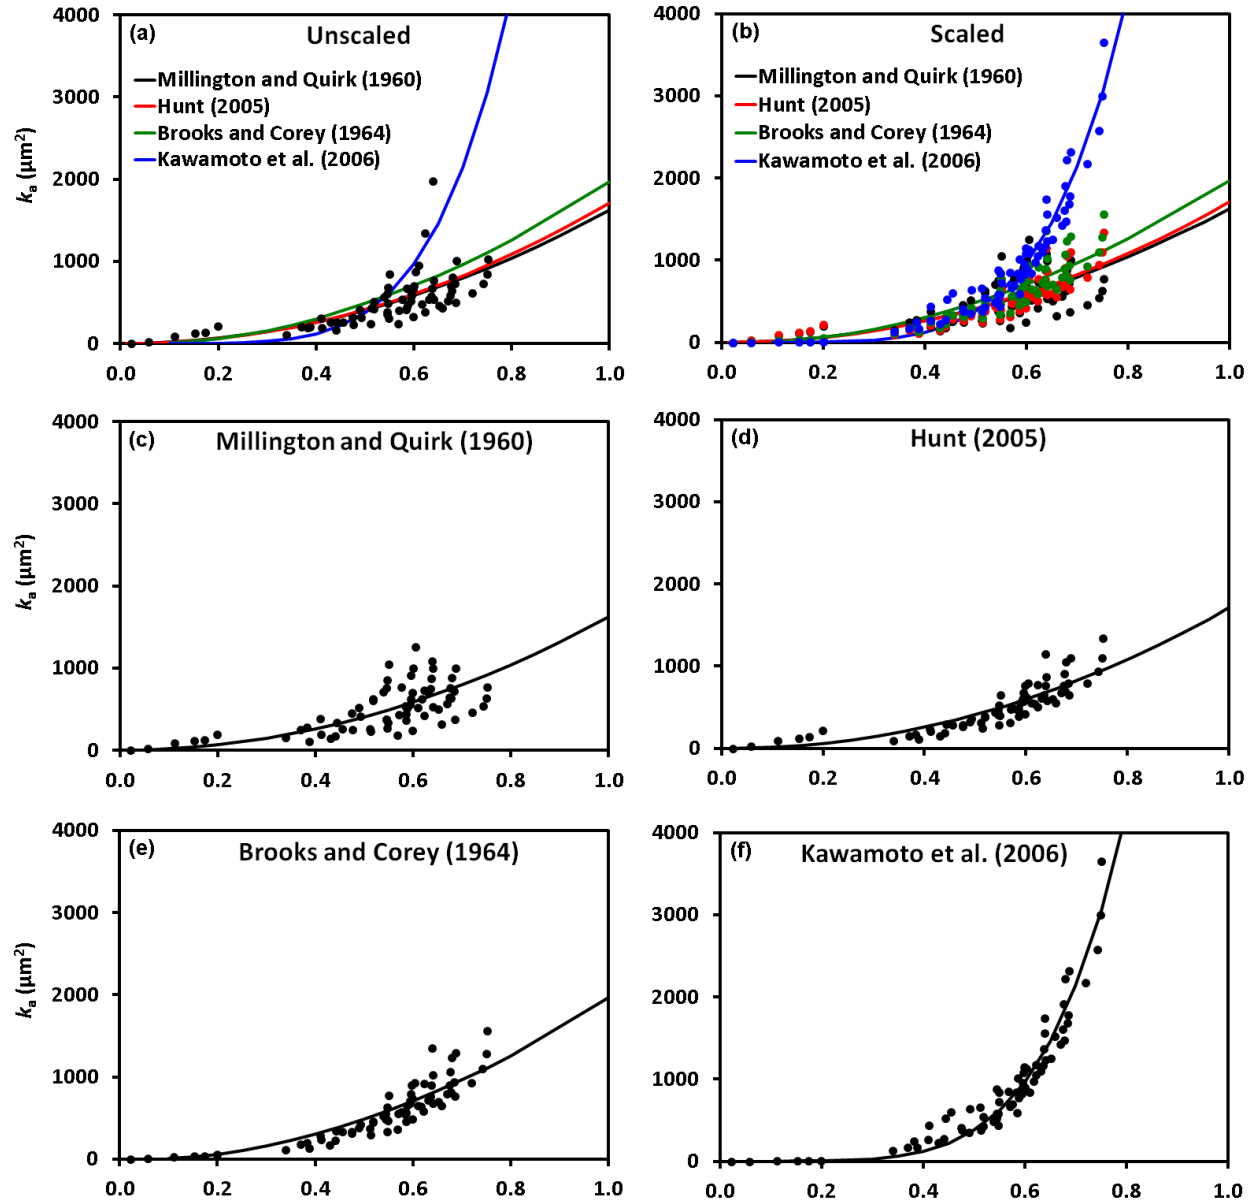 (a) Unscaled
Millington and Quirk (1960)
Hunt (2005)
Brooks and Corey (1964)
Kawamoto et al. (2006)
4000
3000
2000
1000
0
kₐ (μm²)
0.0 0.2 0.4 0.6 0.8 1.0
(b) Scaled
Millington and Quirk (1960)
Hunt (2005)
Brooks and Corey (1964)
Kawamoto et al. (2006)
4000
3000
2000
1000
0
0.0 0.2 0.4 0.6 0.8 1.0
(c) Millington and Quirk (1960)
4000
3000
2000
1000
0
kₐ (μm²)
0.0 0.2 0.4 0.6 0.8 1.0
(d) Hunt (2005)
4000
3000
2000
1000
0
0.0 0.2 0.4 0.6 0.8 1.0
(e) Brooks and Corey (1964)
4000
3000
2000
1000
0
kₐ (μm²)
0.0 0.2 0.4 0.6 0.8 1.0
(f) Kawamoto et al. (2006)
4000
3000
2000
1000
0
0.0 0.2 0.4 0.6 0.8 1.0